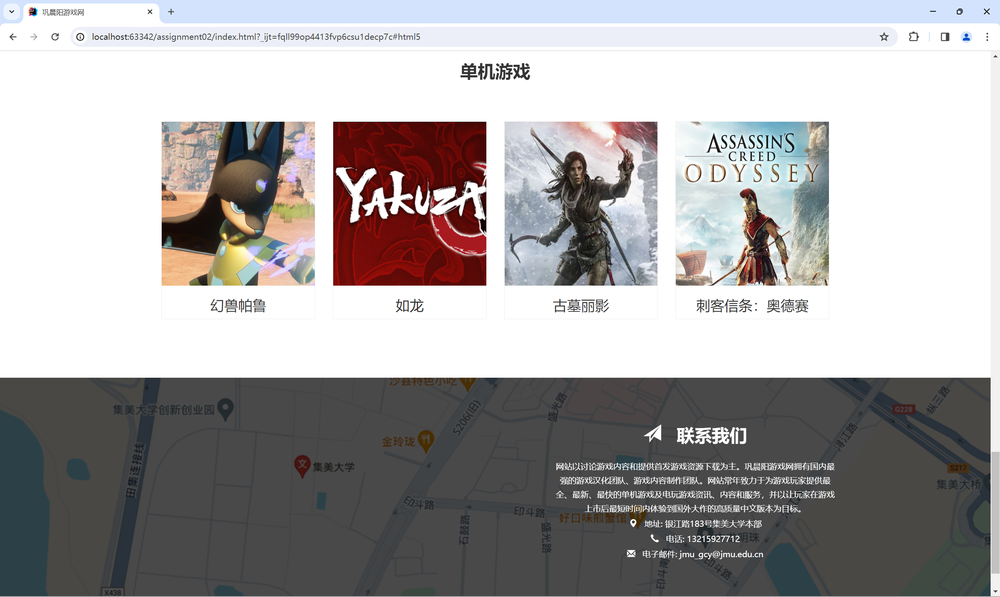 巩晨阳游戏网
localhost:63342/assignment02/index.html?_ijt=fqll99op4413fvp6csu1decp7c#html5
单机游戏
YAKUZA
ASSASSIN'S
CREED
ODYSSEY
幻兽帕鲁
如龙
古墓丽影
刺客信条：奥德赛
沙县特色小吃
集美大学创新创业园
S206(旧)
盛光路
G228
纵三路
金玲珑
浔江路
田集连接线
文
集美大学
S217
集美大桥
联系我们
网站以讨论游戏内容和提供首发游戏资源下载为主。巩晨阳游戏网拥有国内最
强的游戏汉化团队、游戏内容制作团队。网站常年致力于为游戏玩家提供最
全、最新、最快的单机游戏及电玩游戏资讯、内容和服务，并以让玩家在游戏
上市后最短时间内体验到国外大作的高质量中文版本为目标。
印斗路
印斗路
好口味煎蟹馆
石鼓路
盛光路
地址: 银江路183号集美大学本部
电话: 13215927712
明珠
电子邮件: jmu_gcy@jmu.edu.cn
印斗南路
印斗路
X438